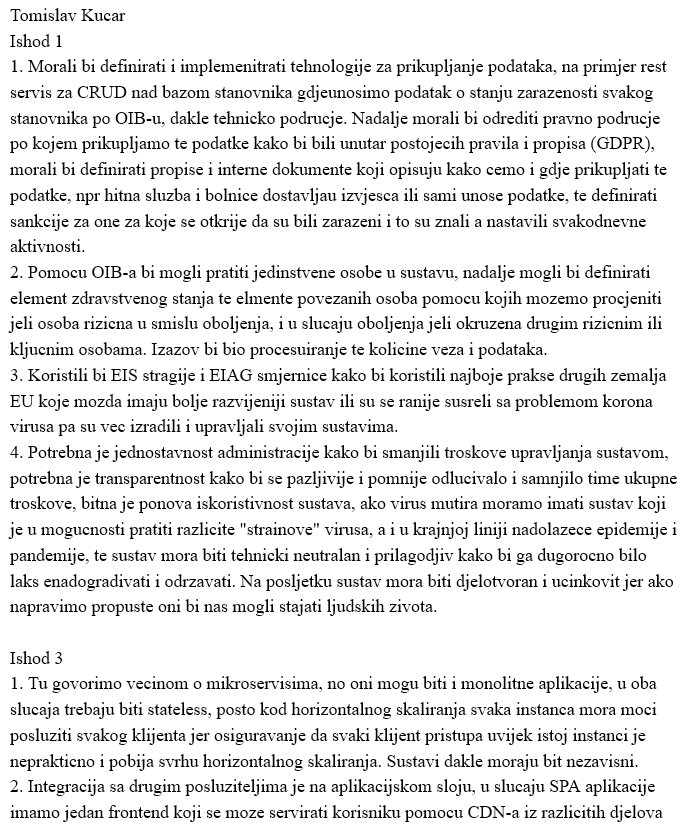 Tomislav Kucar
Ishod 1
1. Morali bi definirati i implemenitrati tehnologije za prikupljanje podataka, na primjer rest
servis za CRUD nad bazom stanovnika gdjeunosimo podatak o stanju zarazenosti svakog
stanovnika po OIB-u, dakle tehnicko podrucje. Nadalje morali bi odrediti pravno podrucje
po kojem prikupljamo te podatke kako bi bili unutar postojecih pravila i propisa (GDPR),
morali bi definirati propise i interne dokumente koji opisuju kako cemo i gdje prikupljati te
podatke, npr hitna sluzba i bolnice dostavljau izvjesca ili sami unose podatke, te definirati
sankcije za one za koje se otkrije da su bili zarazeni i to su znali a nastavili svakodnevne
aktivnosti.
2. Pomocu OIB-a bi mogli pratiti jedinstvene osobe u sustavu, nadalje mogli bi definirati
element zdravstvenog stanja te elmente povezanih osoba pomocu kojih mozemo procjeniti
jeli osoba rizicna u smislu oboljenja, i u slucaju oboljenja jeli okruzena drugim rizicnim ili
kljucnim osobama. Izazov bi bio procesuiranje te kolicine veza i podataka.
3. Koristili bi EIS stragije i EIAG smjernice kako bi koristili najboje prakse drugih zemalja
EU koje mozda imaju bolje razvijeniji sustav ili su se ranije susreli sa problemom korona
virusa pa su vec izradili i upravljali svojim sustavima.
4. Potrebna je jednostavnost administracije kako bi smanjili troskove upravljanja sustavom,
potrebna je transparentnost kako bi se pazljivije i pomnije odlucivalo i samnjilo time ukupne
troskove, bitna je ponova iskoristivnost sustava, ako virus mutira moramo imati sustav koji
je u mogucnosti pratiti razlicite "strainove" virusa, a i u krajnjoj liniji nadolazece epidemije i
pandemije, te sustav mora biti tehnicki neutralan i prilagodjiv kako bi ga dugorocno bilo
laks enadogradivati i odrzavati. Na posljetku sustav mora biti djelotvoran i ucinkovit jer ako
napravimo propuste oni bi nas mogli stajati ljudskih zivota.

Ishod 3
1. Tu govorimo vecinom o mikroservisima, no oni mogu biti i monolitne aplikacije, u oba
slucaja trebaju biti stateless, posto kod horizontalnog skaliranja svaka instanca mora moci
posluziti svakog klijenta jer osiguravanje da svaki klijent pristupa uvijek istoj instanci je
neprakticno i pobija svrhu horizontalnog skaliranja. Sustavi dakle moraju bit nezavisni.
2. Integracija sa drugim posluziteljima je na aplikacijskom sloju, u slucaju SPA aplikacije
imamo jedan frontend koji se moze servirati korisniku pomocu CDN-a iz razlicitih djelova